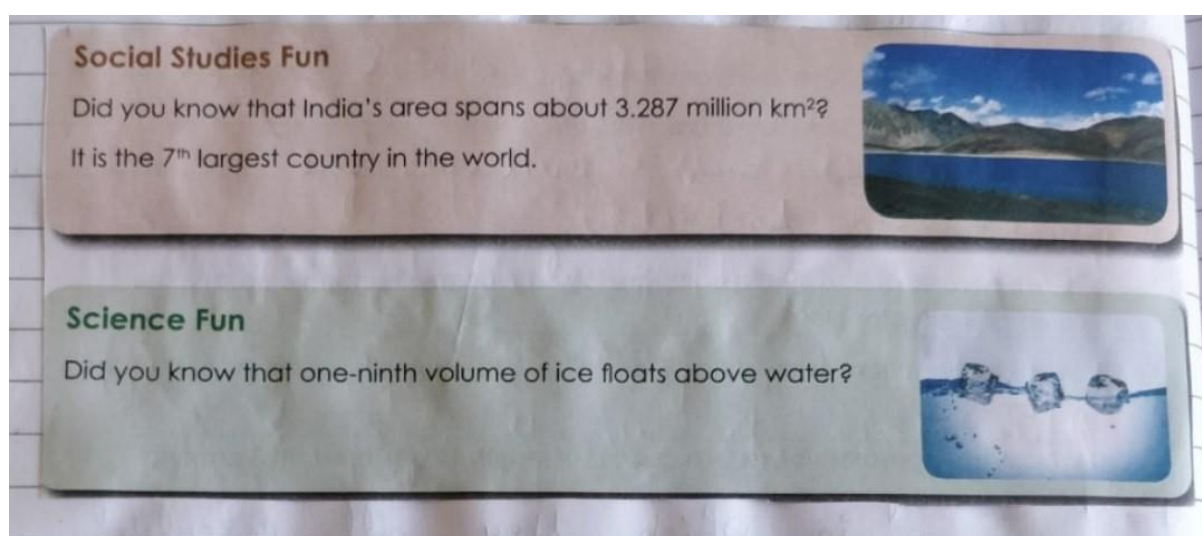 Social Studies Fun
Did you know that India's area spans about 3.287 million km²?
It is the 7ᵗʰ largest country in the world.
Science Fun
Did you know that one-ninth volume of ice floats above water?